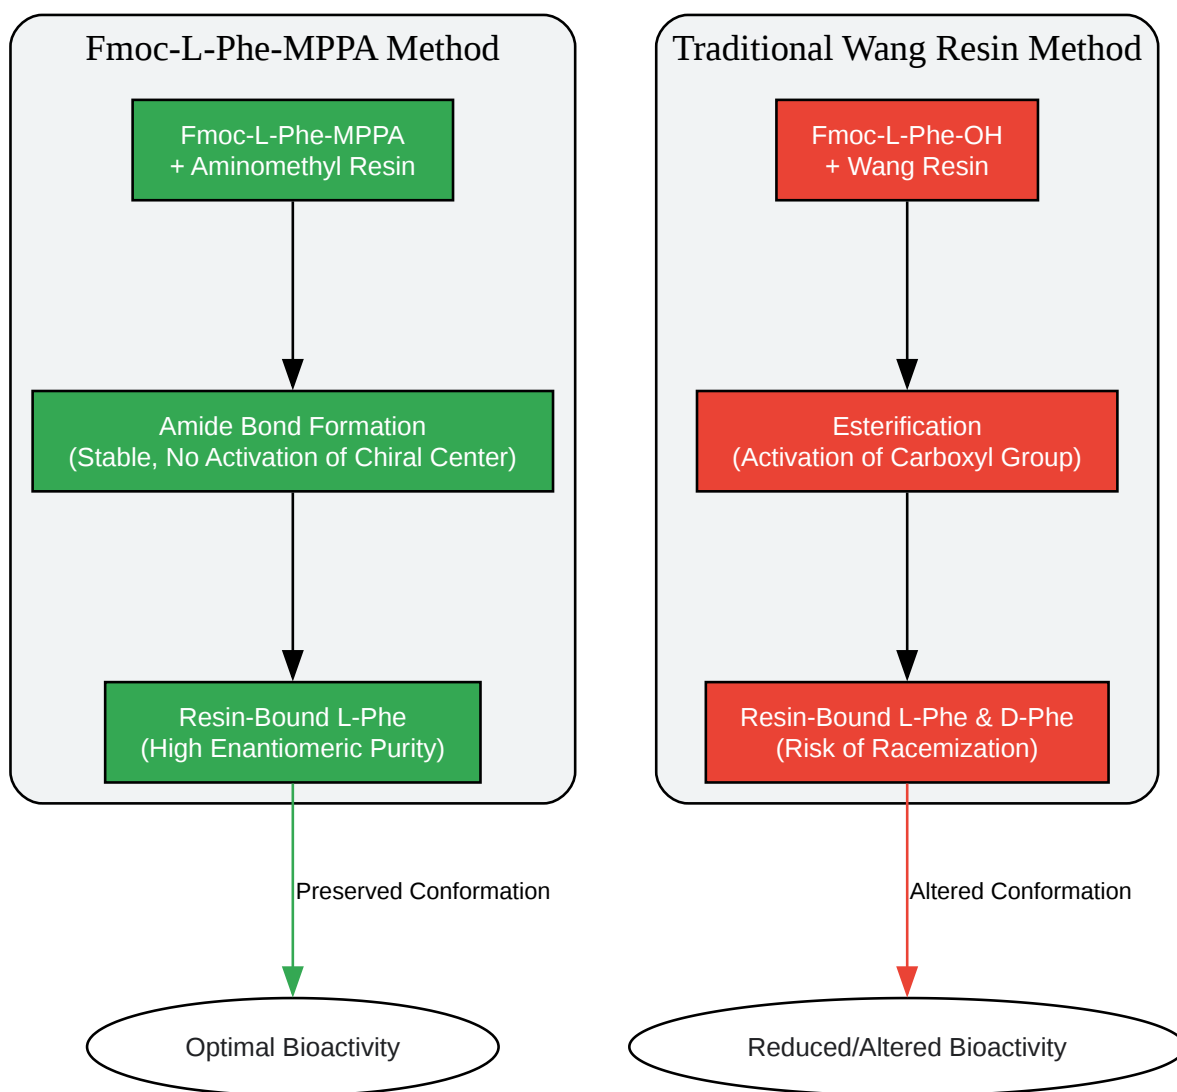 Fmoc-L-Phe-MPPA Method
Fmoc-L-Phe-MPPA
+ Aminomethyl Resin
Amide Bond Formation
(Stable, No Activation of Chiral Center)
Resin-Bound L-Phe
(High Enantiomeric Purity)
Preserved Conformation
Optimal Bioactivity
Traditional Wang Resin Method
Fmoc-L-Phe-OH
+ Wang Resin
Esterification
(Activation of Carboxyl Group)
Resin-Bound L-Phe & D-Phe
(Risk of Racemization)
Altered Conformation
Reduced/Altered Bioactivity